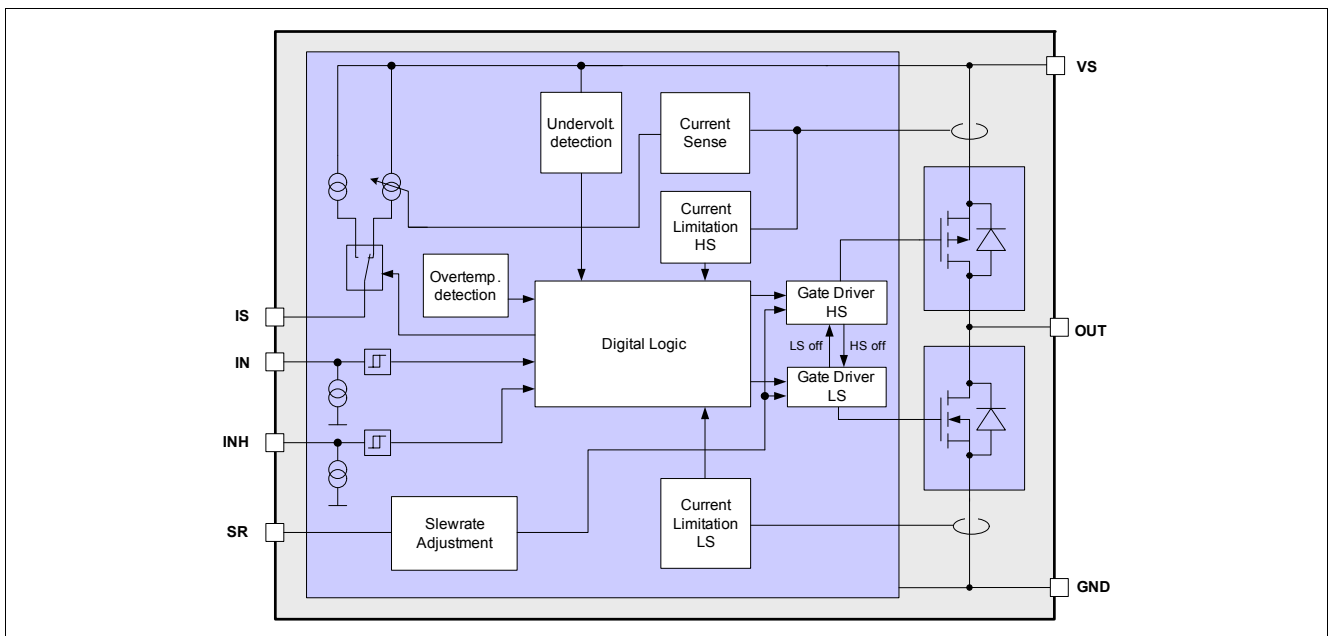 VS
Undervolt.
detection
Current
Sense
Current
Limitation
HS
Overtemp.
detection
Gate Driver
HS
IS
OUT
Digital Logic
LS off
HS off
IN
Gate Driver
LS
INH
Current
Limitation
LS
SR
Slewrate
Adjustment
GND